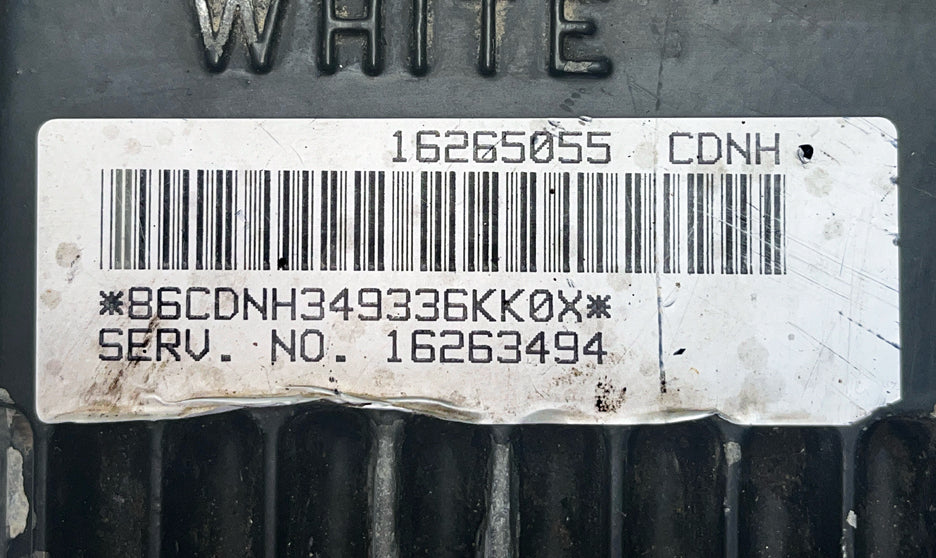 WHITE
16265055 CDNH
*86CDNH349336KK0X*
SERV. NO. 16263494